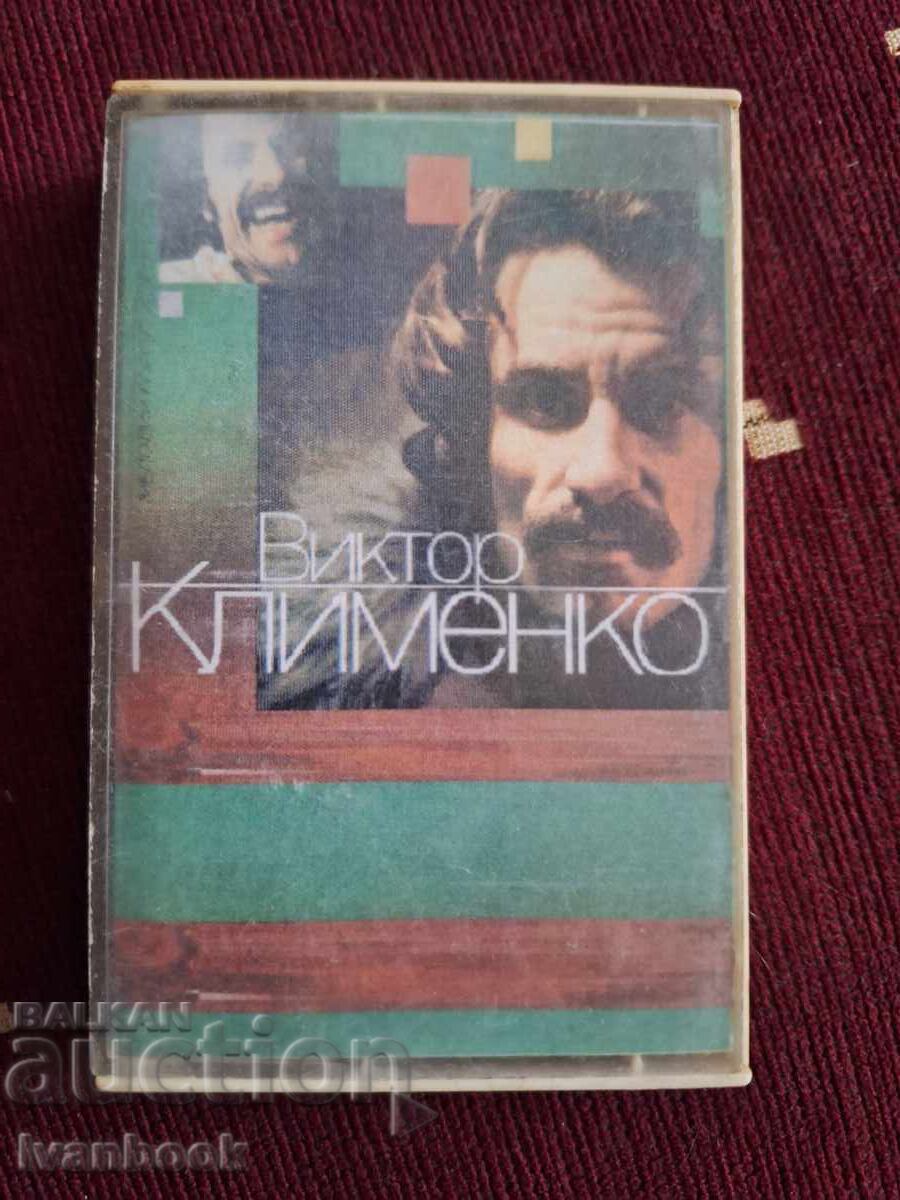 Виктор
Клименко
BALKAN
auction
Ivanbook